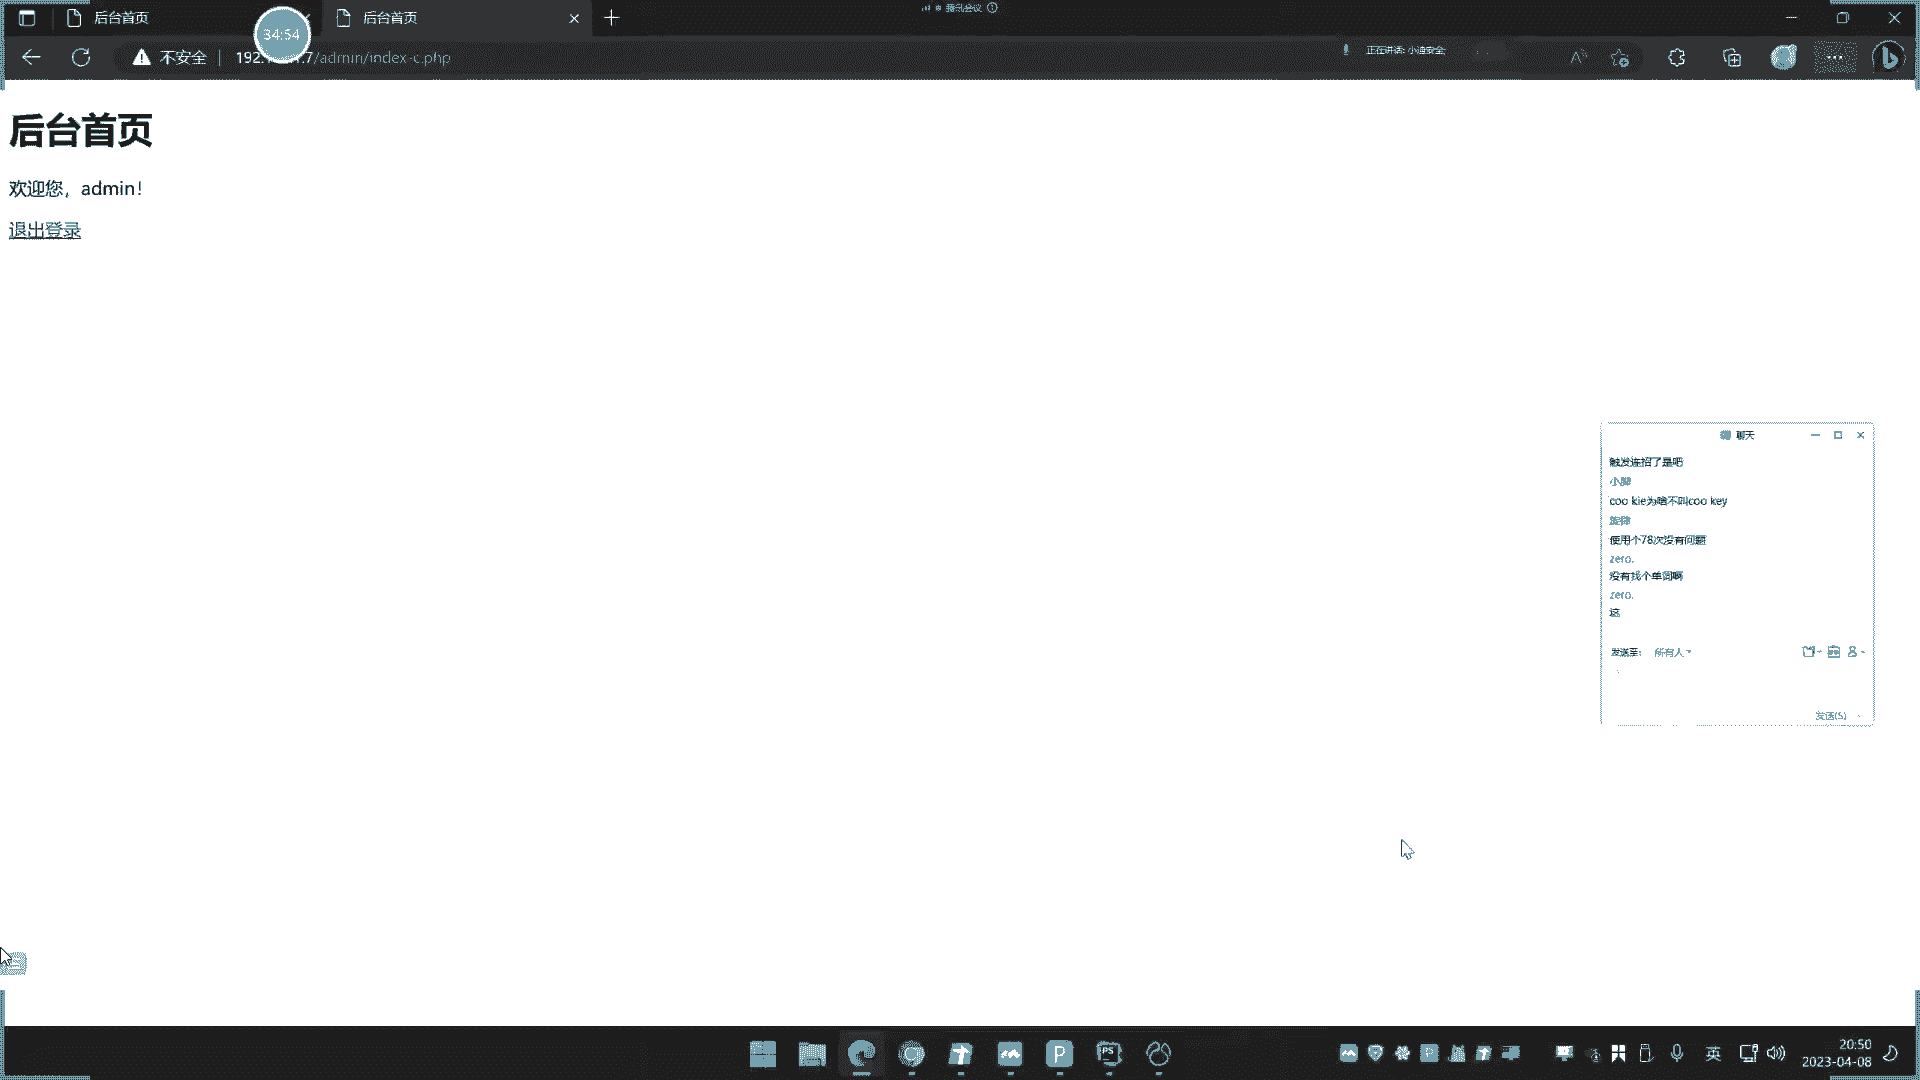 后台首页
34:54
后台首页
腾讯会议
不安全
/admin/index-c.php
正在讲话: 小迪安全
后台首页
欢迎您，admin！
退出登录
聊天
触发连招了是吧
coo kie为啥不叫coo key
旋律
使用个78次没有问题
zero.
没有找个单词啊
zero.
这
发送至: 所有人
发送(S)
英
20:50
2023-04-08